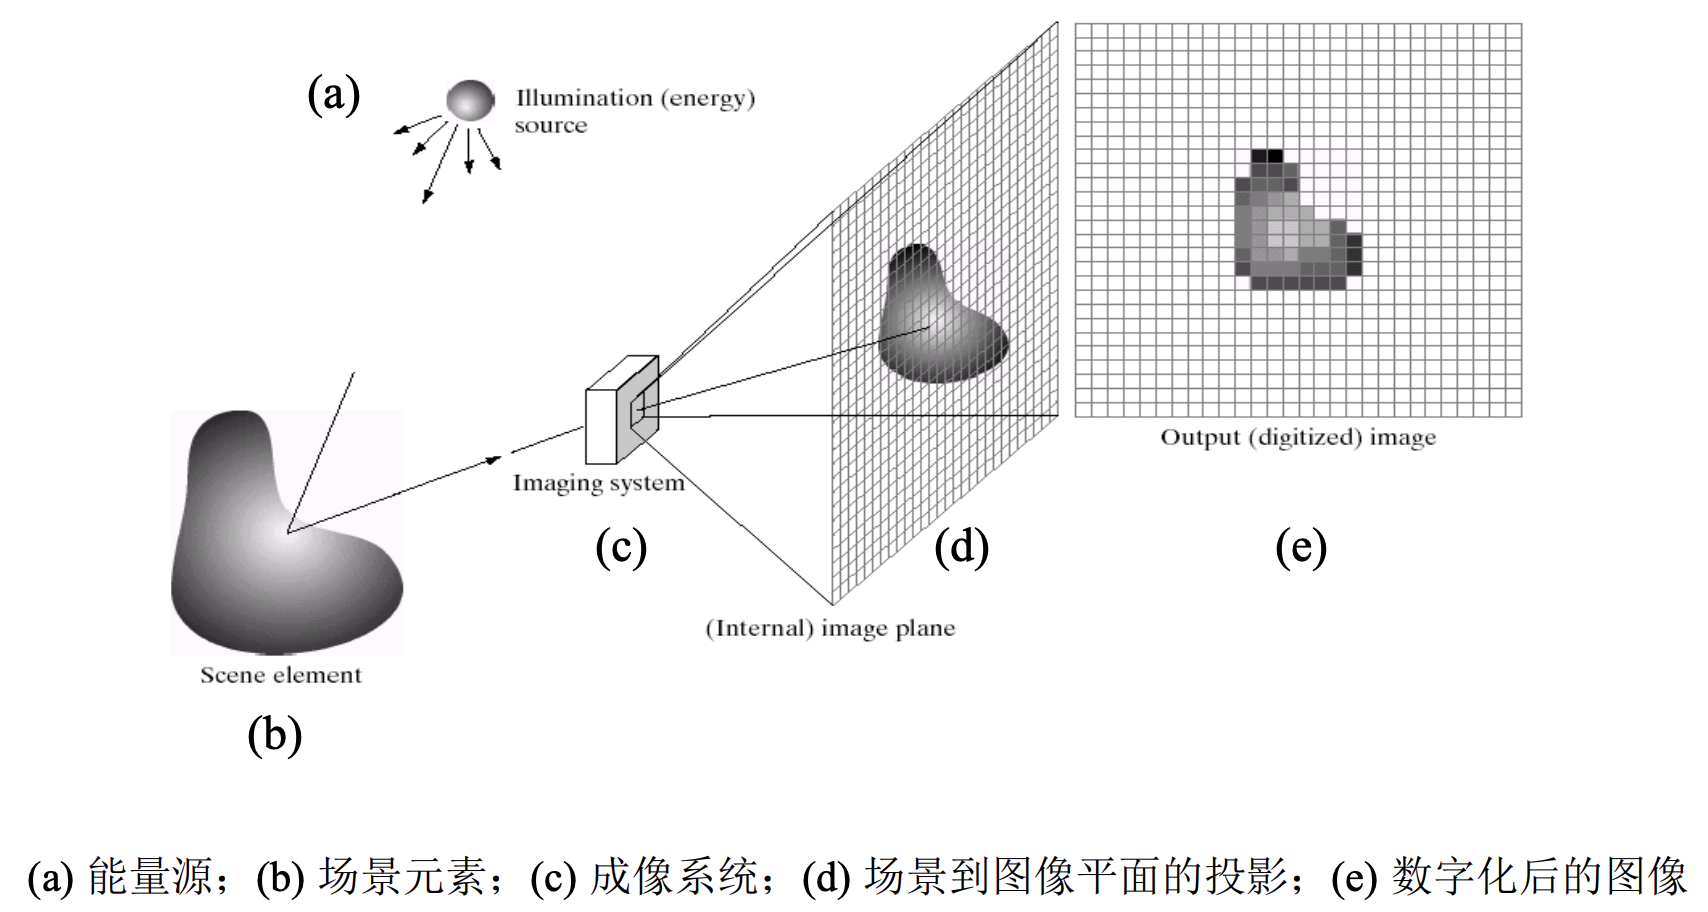 (a)
Illumination (energy)
source
Output (digitized) image
Imaging system
(c)
(d)
(e)
(Internal) image plane
Scene element
(b)
(a) 能量源；(b) 场景元素；(c) 成像系统；(d) 场景到图像平面的投影；(e) 数字化后的图像